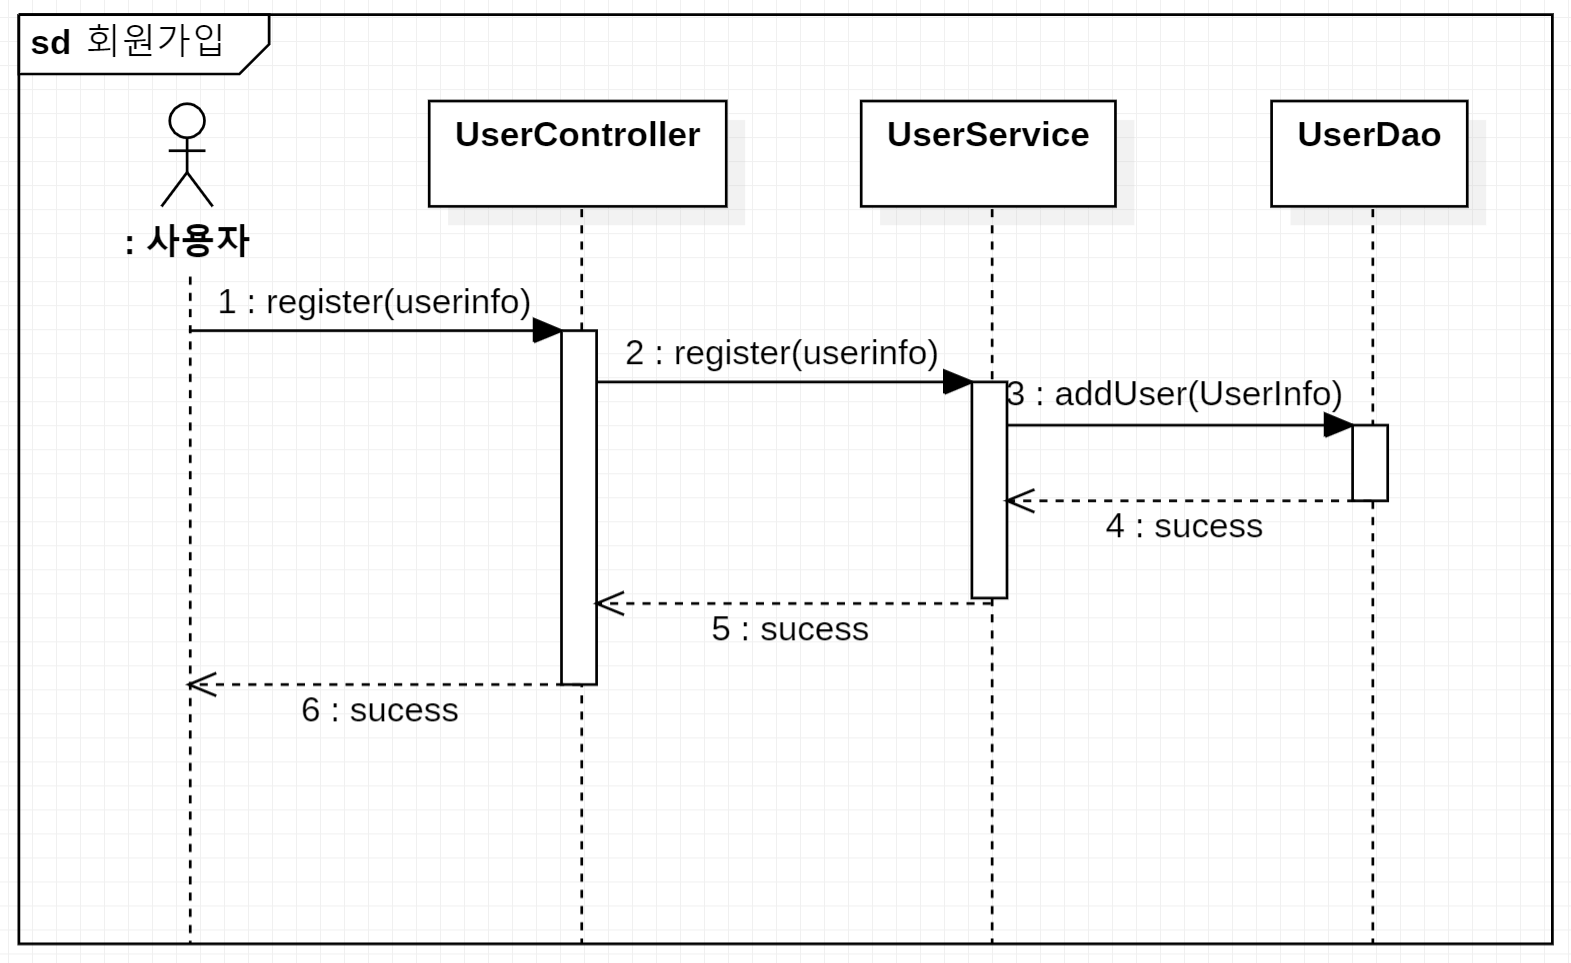 sd 회원가입
: 사용자
UserController
UserService
UserDao
1 : register(userinfo)
2 : register(userinfo)
3 : addUser(UserInfo)
4 : sucess
5 : sucess
6 : sucess